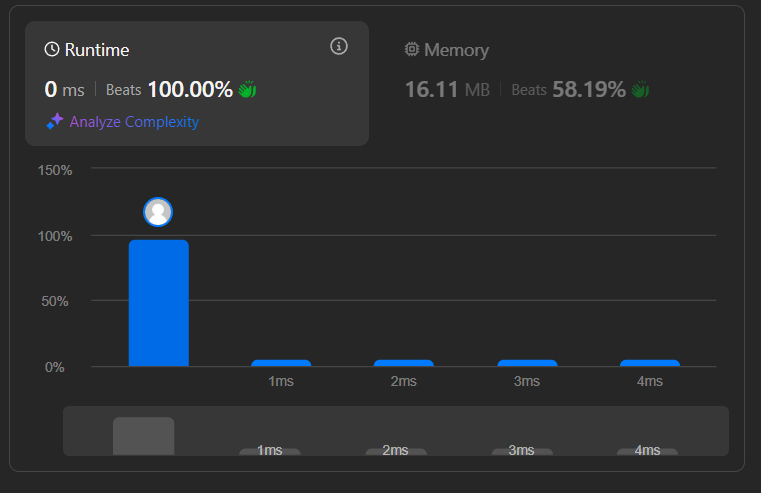 Runtime
0 ms | Beats 100.00%
Analyze Complexity
Memory
16.11 MB | Beats 58.19%
150%
100%
50%
0%
1ms 2ms 3ms 4ms
1ms 2ms 3ms 4ms